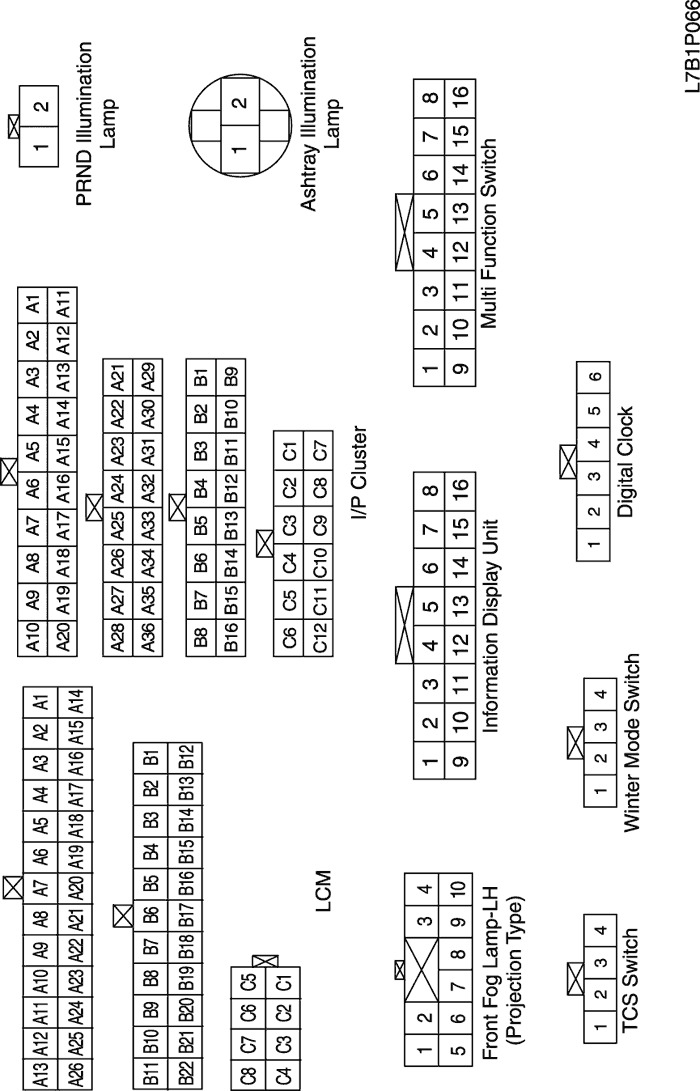 A13 A12 A11 A10 A9 A8 A7 A6 A5 A4 A3 A2 A1
A26 A25 A24 A23 A22 A21 A20 A19 A18 A17 A16 A15 A14
B11 B10 B9 B8 B7 B6 B5 B4 B3 B2 B1
B22 B21 B20 B19 B18 B17 B16 B15 B14 B13 B12
C8 C7 C6 C5
C4 C3 C2 C1
LCM
A10 A9 A8 A7 A6 A5 A4 A3 A2 A1
A20 A19 A18 A17 A16 A15 A14 A13 A12 A11
A28 A27 A26 A25 A24 A23 A22 A21
A36 A35 A34 A33 A32 A31 A30 A29
B8 B7 B6 B5 B4 B3 B2 B1
B16 B15 B14 B13 B12 B11 B10 B9
C6 C5 C4 C3 C2 C1
C12 C11 C10 C9 C8 C7
I/P Cluster
1 2
PRND Illumination
Lamp
1 2
Ashtray Illumination
Lamp
1 2 3 4
5 6 7 8 9 10
Front Fog Lamp-LH
(Projection Type)
1 2 3 4 5 6 7 8
9 10 11 12 13 14 15 16
Information Display Unit
1 2 3 4 5 6 7 8
9 10 11 12 13 14 15 16
Multi Function Switch
1 2 3 4
TCS Switch
1 2 3 4
Winter Mode Switch
1 2 3 4 5 6
Digital Clock
L7B1P066